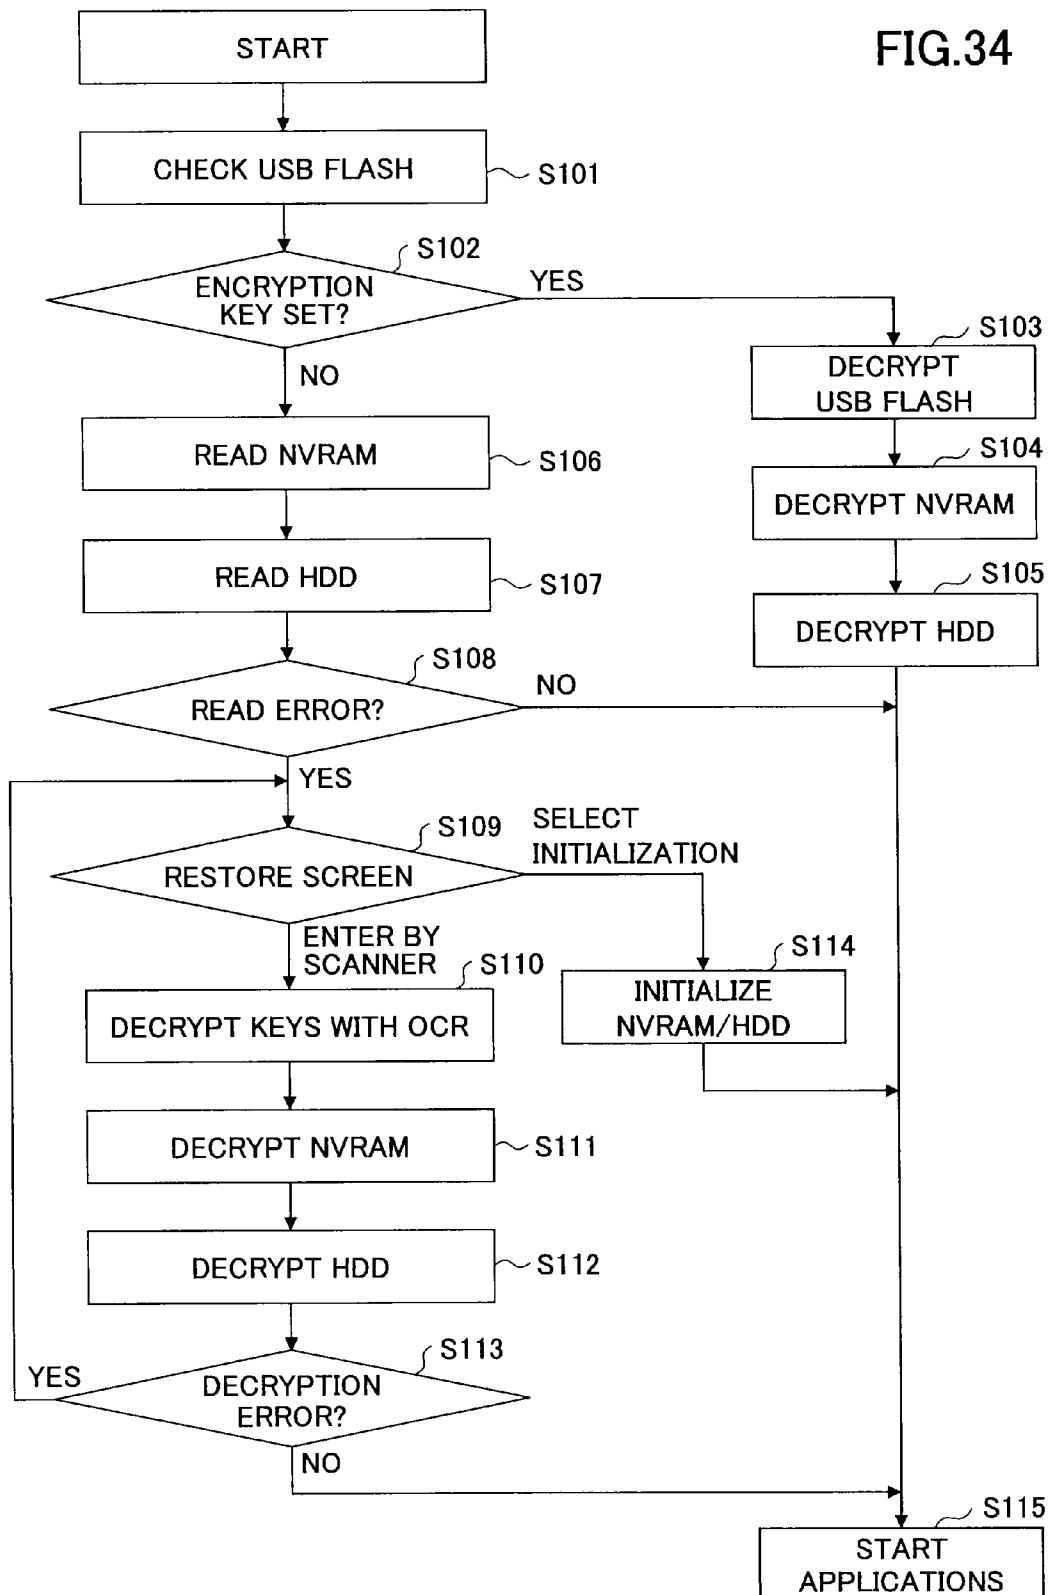 FIG.34
START
CHECK USB FLASH
S101
S102
ENCRYPTION
KEY SET?
YES
NO
S103
DECRYPT
USB FLASH
READ NVRAM
S106
S104
DECRYPT NVRAM
READ HDD
S107
S105
DECRYPT HDD
S108
READ ERROR?
NO
YES
S109
RESTORE SCREEN
SELECT
INITIALIZATION
ENTER BY
SCANNER
S110
DECRYPT KEYS WITH OCR
S114
INITIALIZE
NVRAM/HDD
DECRYPT NVRAM
S111
DECRYPT HDD
S112
S113
DECRYPTION
ERROR?
YES
NO
S115
START
APPLICATIONS